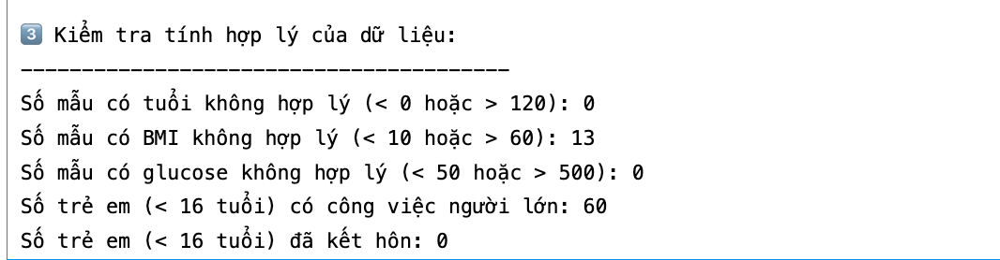 3️⃣ Kiểm tra tính hợp lý của dữ liệu:
----------------------------------------
Số mẫu có tuổi không hợp lý (< 0 hoặc > 120): 0
Số mẫu có BMI không hợp lý (< 10 hoặc > 60): 13
Số mẫu có glucose không hợp lý (< 50 hoặc > 500): 0
Số trẻ em (< 16 tuổi) có công việc người lớn: 60
Số trẻ em (< 16 tuổi) đã kết hôn: 0